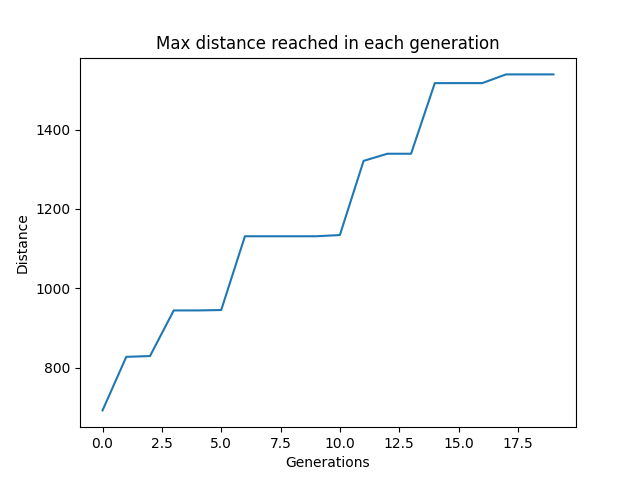 Max distance reached in each generation
1400
1200
1000
800
Distance
0.0 2.5 5.0 7.5 10.0 12.5 15.0 17.5
Generations